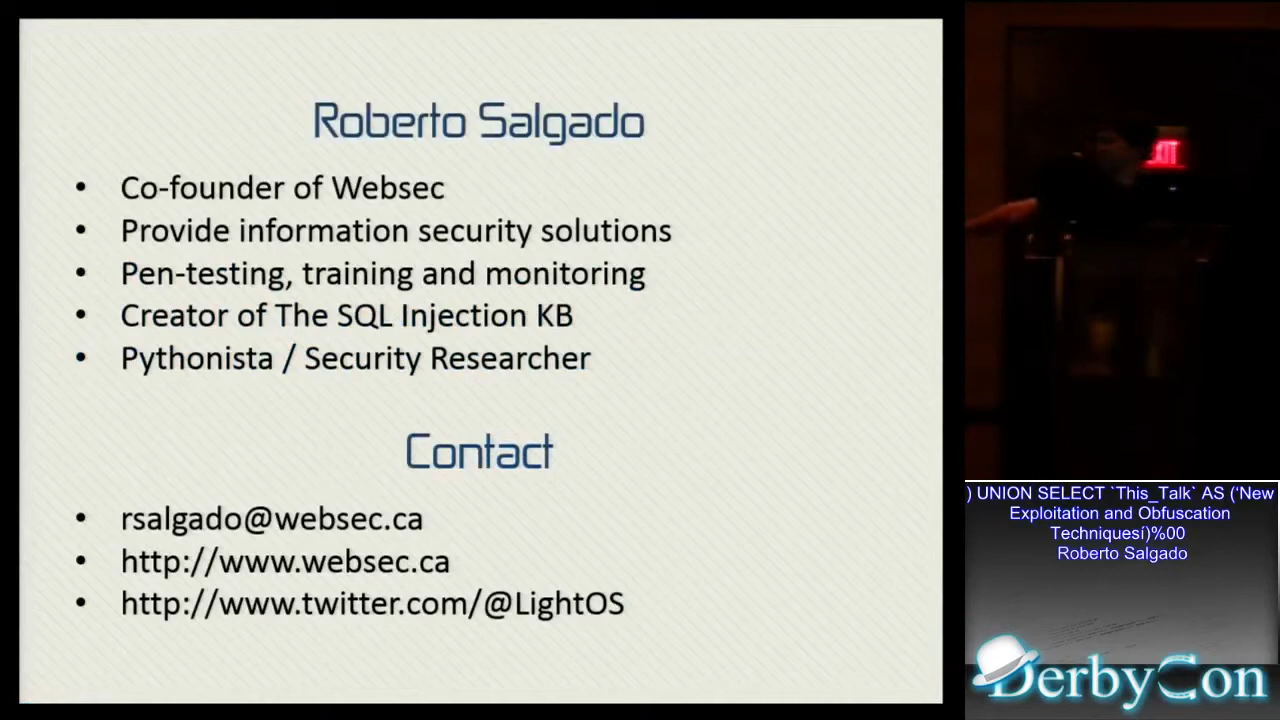 Roberto Salgado
• Co-founder of Websec
• Provide information security solutions
• Pen-testing, training and monitoring
• Creator of The SQL Injection KB
• Pythonista / Security Researcher
Contact
• rsalgado@websec.ca
• http://www.websec.ca
• http://www.twitter.com/@LightOS
) UNION SELECT `This_Talk` AS (‘New
Exploitation and Obfuscation
Techniquesí)%00
Roberto Salgado
DerbyCon